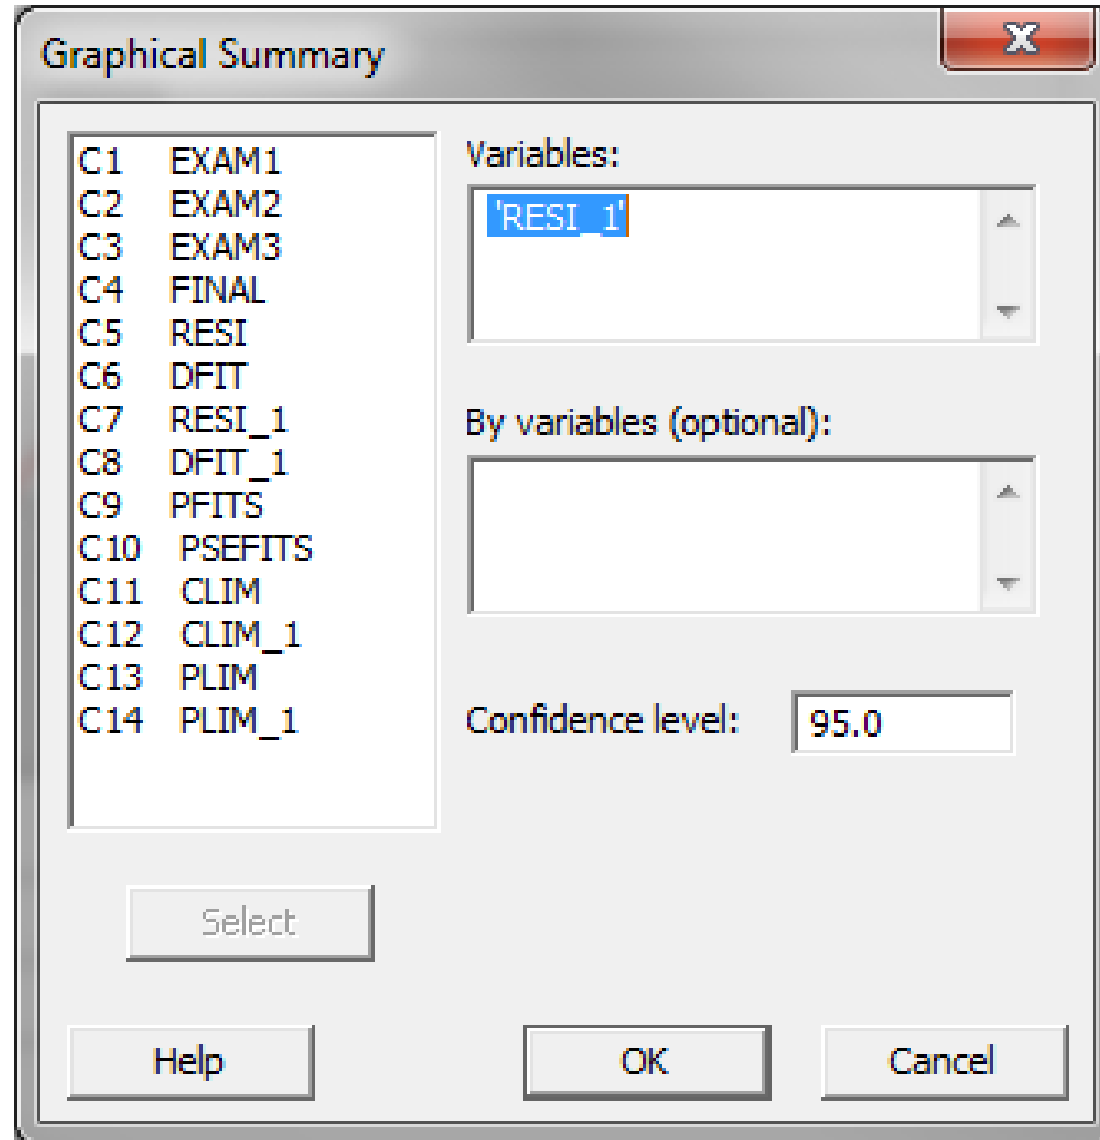 Graphical Summary
C1 EXAM1
C2 EXAM2
C3 EXAM3
C4 FINAL
C5 RESI
C6 DFIT
C7 RESI_1
C8 DFIT_1
C9 PFITS
C10 PSEFITS
C11 CLIM
C12 CLIM_1
C13 PLIM
C14 PLIM_1
Variables:
'RESI_1'
By variables (optional):
Confidence level: 95.0
Select
Help OK Cancel